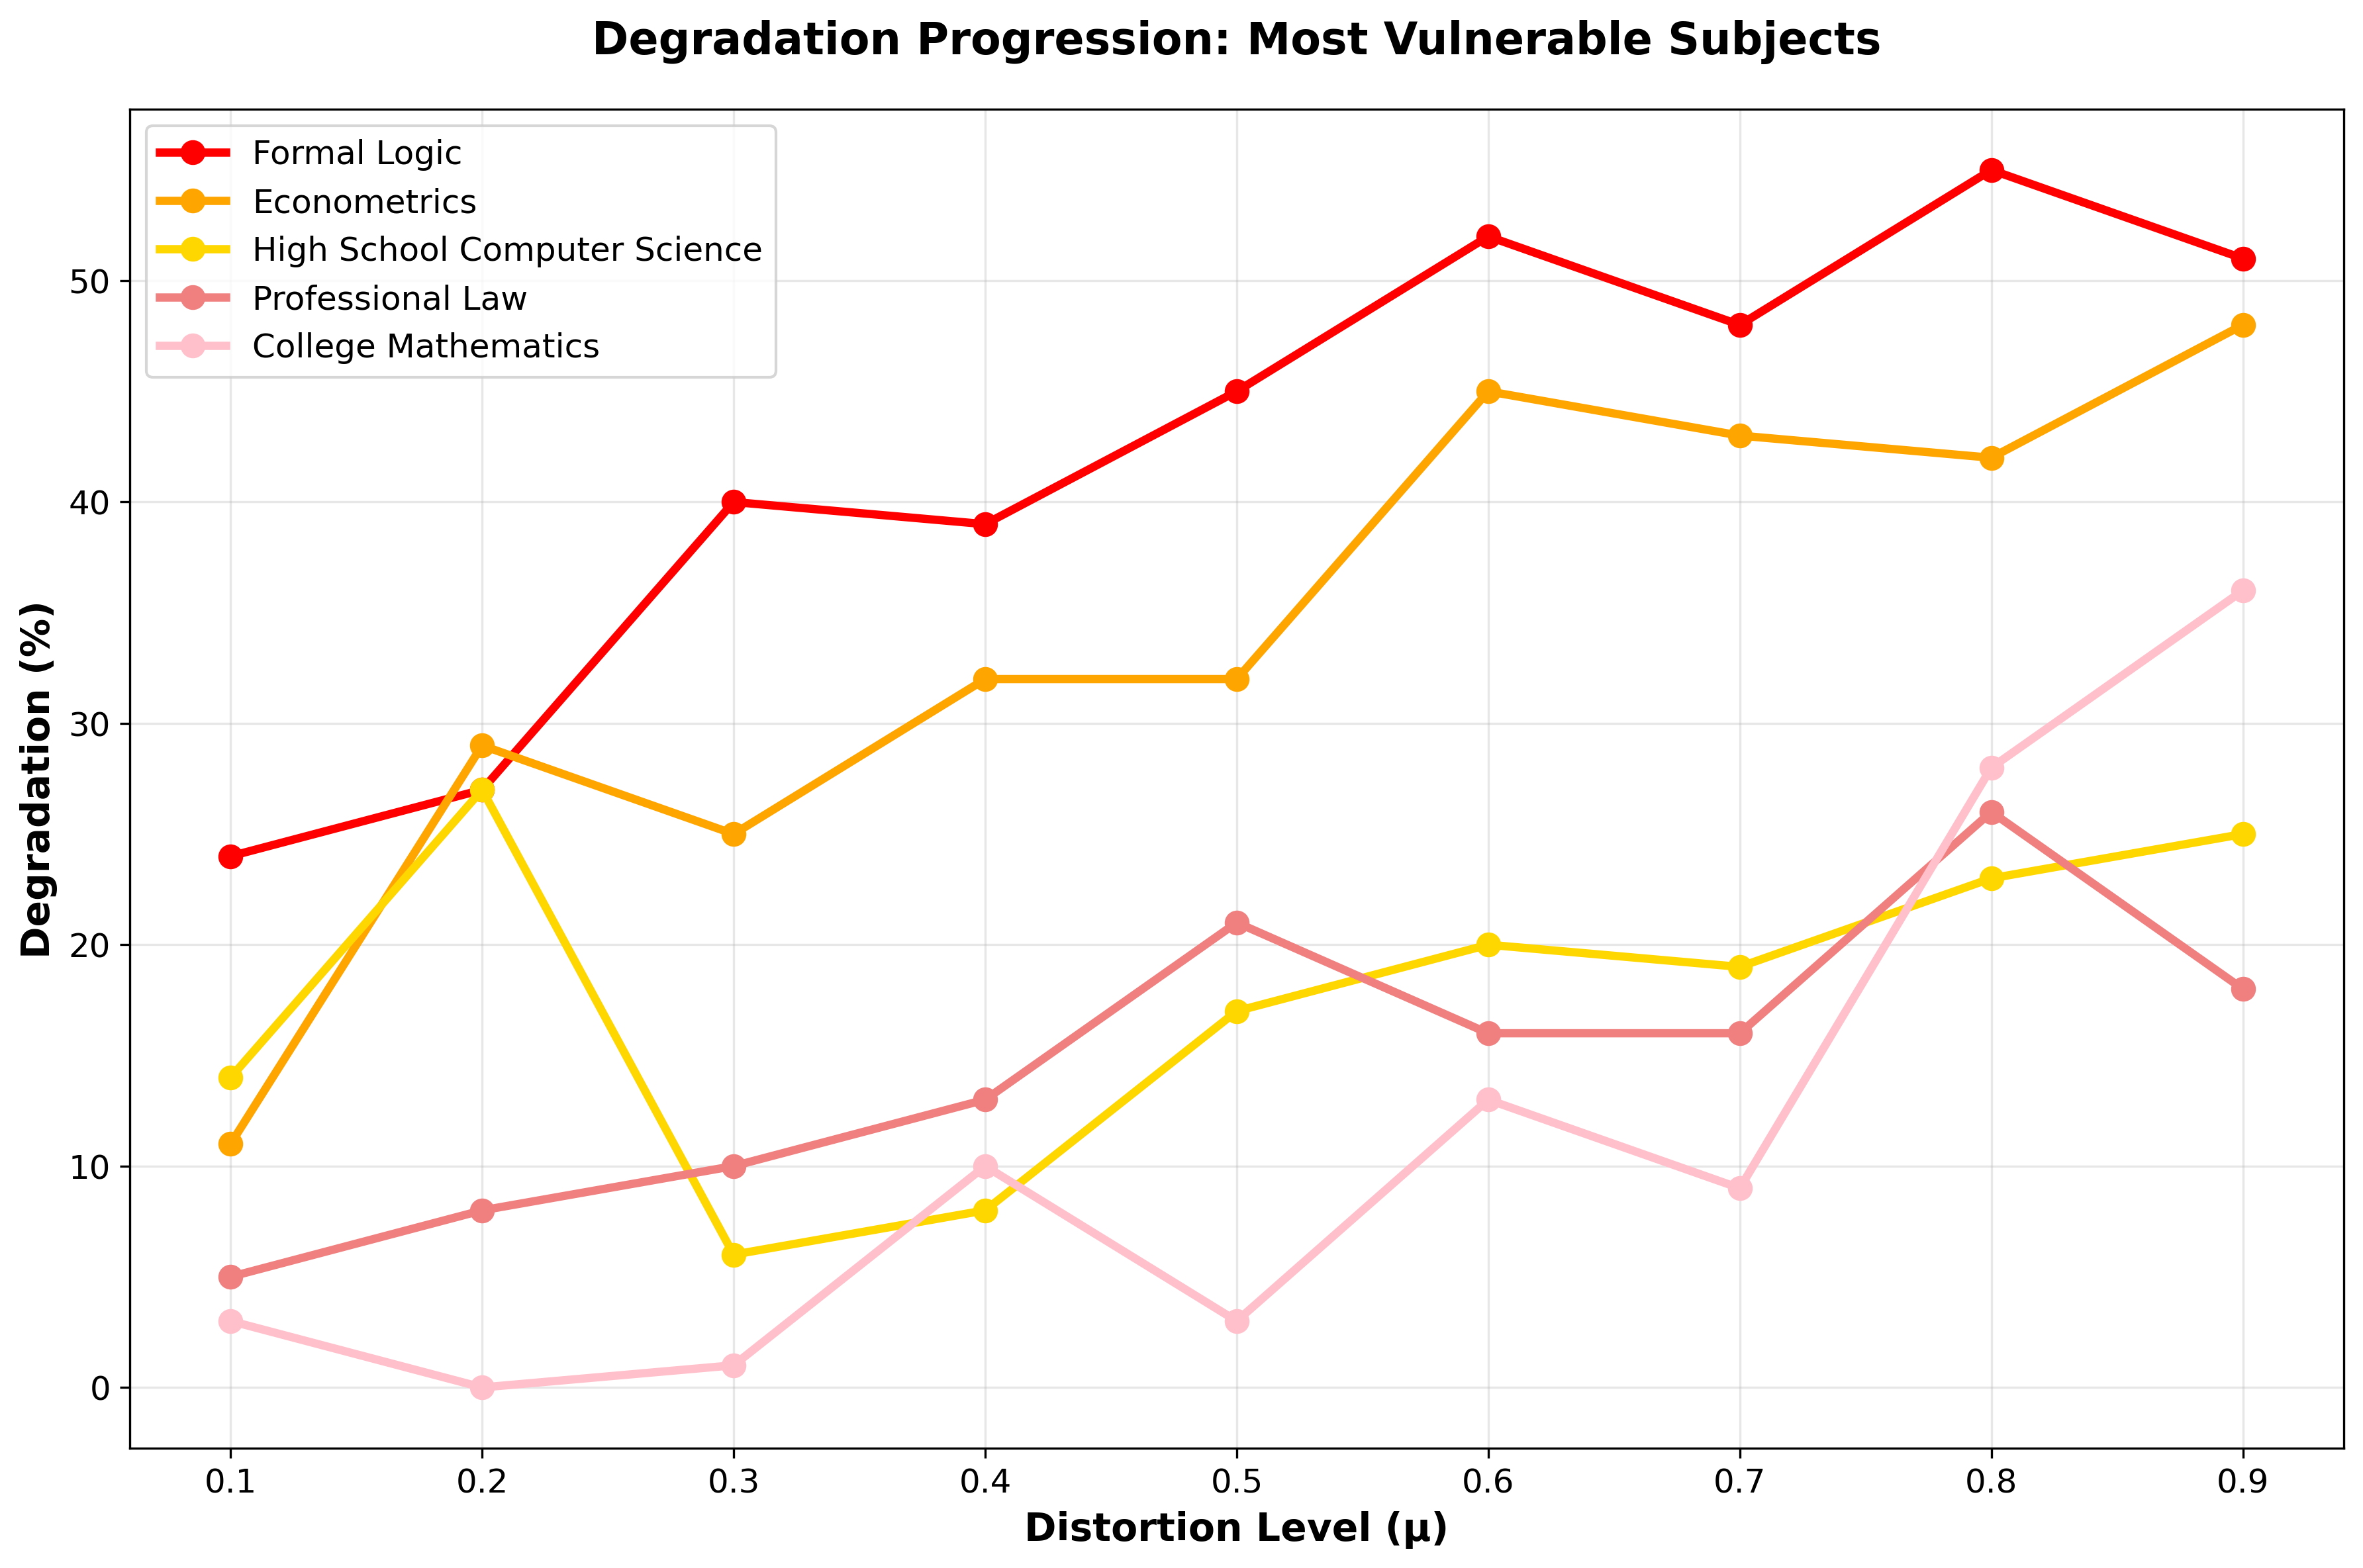 Degradation Progression: Most Vulnerable Subjects
Formal Logic
Econometrics
High School Computer Science
Professional Law
College Mathematics
Degradation (%)
50
40
30
20
10
0
0.1 0.2 0.3 0.4 0.5 0.6 0.7 0.8 0.9
Distortion Level (μ)